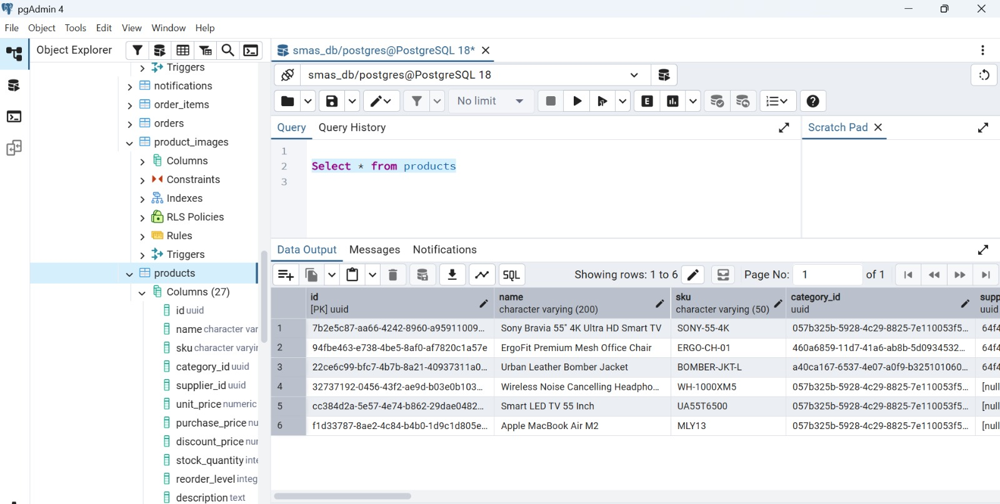 pgAdmin 4
File Object Tools Edit View Window Help
Object Explorer
smas_db/postgres@PostgreSQL 18*
smas_db/postgres@PostgreSQL 18
No limit
E
Query Query History
Scratch Pad
1
2 Select * from products
3
Triggers
notifications
order_items
orders
product_images
Columns
Constraints
Indexes
RLS Policies
Rules
Triggers
products
Columns (27)
id uuid
name character var
sku character varyin
category_id uuid
supplier_id uuid
unit_price numeric
purchase_price nu
discount_price nu
stock_quantity inte
reorder_level integ
description text
Data Output Messages Notifications
SQL Showing rows: 1 to 6 Page No: 1 of 1
id name sku category_id supp
[PK] uuid character varying (200) character varying (50) uuid uuid
1 7b2e5c87-aa66-4242-8960-a95911009... Sony Bravia 55" 4K Ultra HD Smart TV SONY-55-4K 057b325b-5928-4c29-8825-7e110053f5... 64f4
2 94fbe463-e738-4be5-8af0-af7820c1a57e ErgoFit Premium Mesh Office Chair ERGO-CH-01 460a6859-11d7-41a6-ab8b-5d0934532... 64f4
3 22ce6c99-bfc7-4b7b-8a21-40937311a0... Urban Leather Bomber Jacket BOMBER-JKT-L a40ca167-6537-4e07-a0f9-b325101060... 64f4
4 32737192-0456-43f2-ae9d-b03e0b103... Wireless Noise Cancelling Headpho... WH-1000XM5 057b325b-5928-4c29-8825-7e110053f5... [null
5 cc384d2a-5e57-4e74-b862-29dae0482... Smart LED TV 55 Inch UA55T6500 057b325b-5928-4c29-8825-7e110053f5... [null
6 f1d33787-8ae2-4c84-b4b0-1d9c1d805e... Apple MacBook Air M2 MLY13 057b325b-5928-4c29-8825-7e110053f5... [null